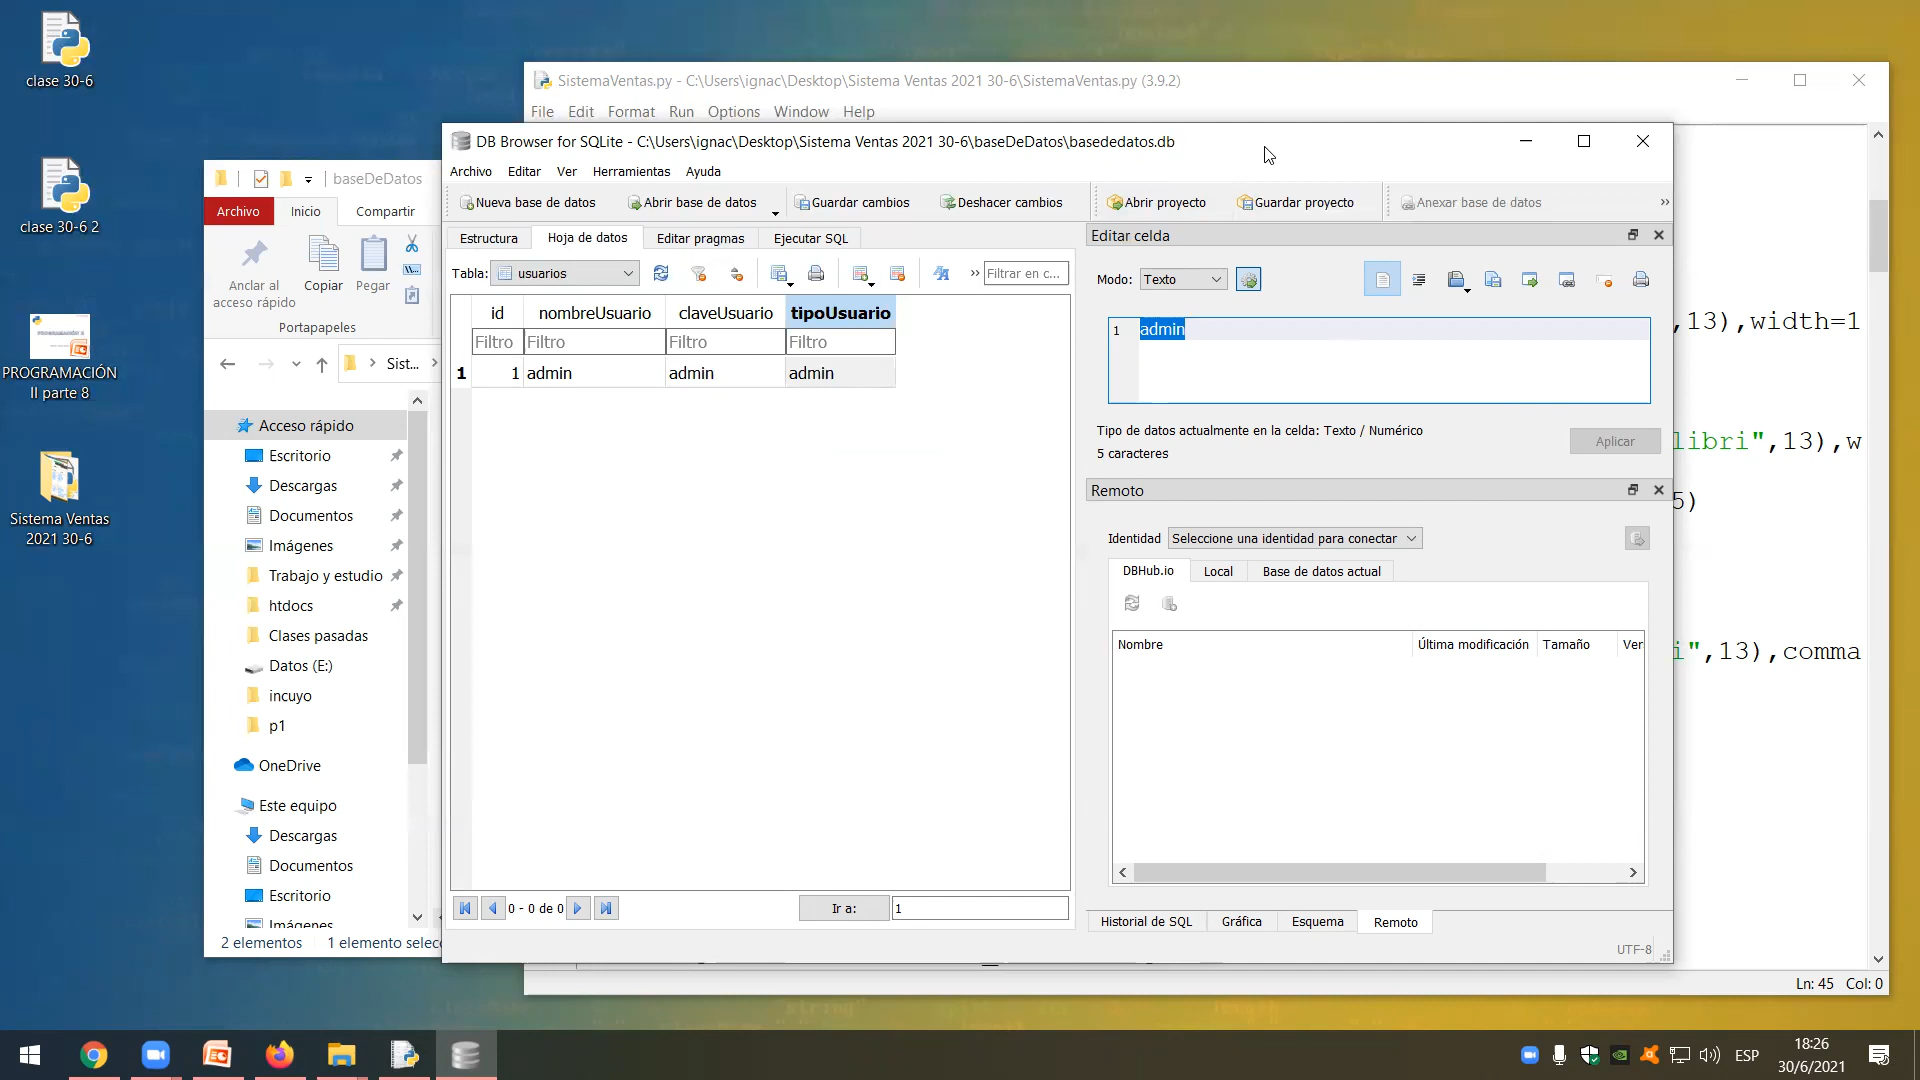 clase 30-6
clase 30-6 2
PROGRAMACIÓN
II parte 8
Sistema Ventas
2021 30-6
SistemaVentas.py - C:\Users\ignac\Desktop\Sistema Ventas 2021 30-6\SistemaVentas.py (3.9.2)
File Edit Format Run Options Window Help
,13),width=1
libri",13),w
5)
i",13),comma
Ln: 45 Col: 0
baseDeDatos
Archivo Inicio Compartir
Anclar al
acceso rápido
Copiar
Pegar
Portapapeles
Sist...
Acceso rápido
Escritorio
Descargas
Documentos
Imágenes
Trabajo y estudio
htdocs
Clases pasadas
Datos (E:)
incuyo
p1
OneDrive
Este equipo
Descargas
Documentos
Escritorio
Imágenes
2 elementos 1 elemento selecc
DB Browser for SQLite - C:\Users\ignac\Desktop\Sistema Ventas 2021 30-6\baseDeDatos\basededatos.db
Archivo Editar Ver Herramientas Ayuda
Nueva base de datos Abrir base de datos Guardar cambios Deshacer cambios Abrir proyecto Guardar proyecto Anexar base de datos »
Estructura Hoja de datos Editar pragmas Ejecutar SQL
Tabla: usuarios » Filtrar en c...
id nombreUsuario claveUsuario tipoUsuario
Filtro Filtro Filtro Filtro
1 1 admin admin admin
0 - 0 de 0 Ir a: 1
Editar celda
Modo: Texto
1 admin
Tipo de datos actualmente en la celda: Texto / Numérico
5 caracteres
Aplicar
Remoto
Identidad Seleccione una identidad para conectar
DBHub.io Local Base de datos actual
Nombre Última modificación Tamaño Ver
Historial de SQL Gráfica Esquema Remoto
UTF-8
ESP
18:26
30/6/2021